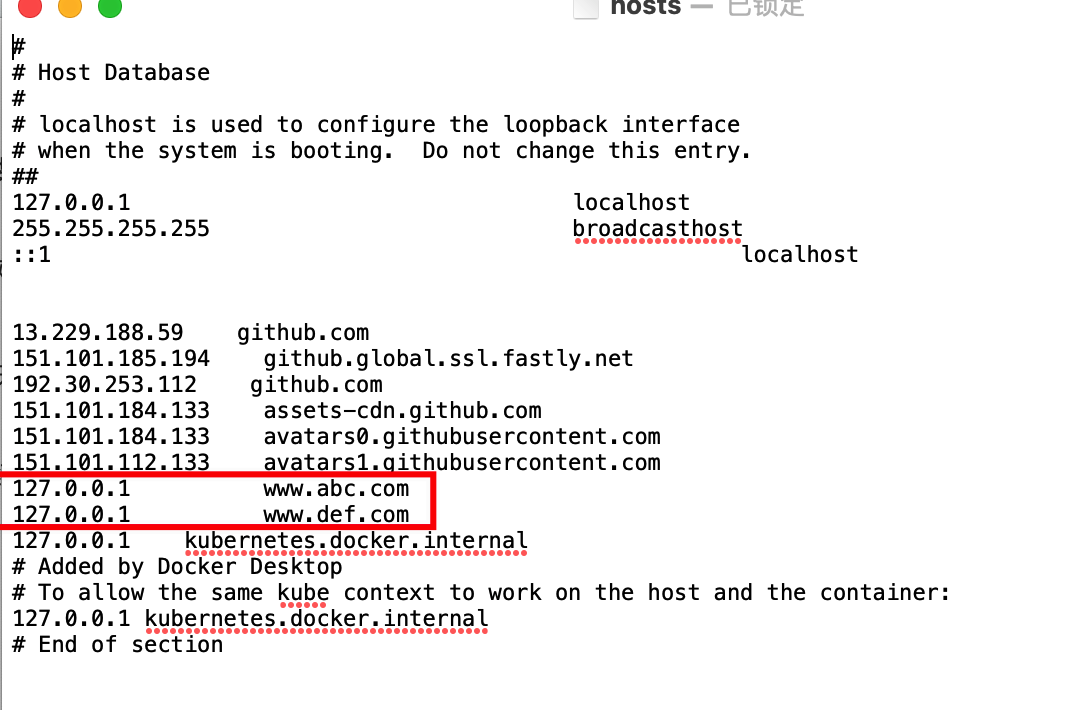 hosts — 已锁定
#
# Host Database
#
# localhost is used to configure the loopback interface
# when the system is booting.  Do not change this entry.
##
127.0.0.1 localhost
255.255.255.255 broadcasthost
::1 localhost
13.229.188.59 github.com
151.101.185.194 github.global.ssl.fastly.net
192.30.253.112 github.com
151.101.184.133 assets-cdn.github.com
151.101.184.133 avatars0.githubusercontent.com
151.101.112.133 avatars1.githubusercontent.com
127.0.0.1 www.abc.com
127.0.0.1 www.def.com
127.0.0.1 kubernetes.docker.internal
# Added by Docker Desktop
# To allow the same kube context to work on the host and the container:
127.0.0.1 kubernetes.docker.internal
# End of section